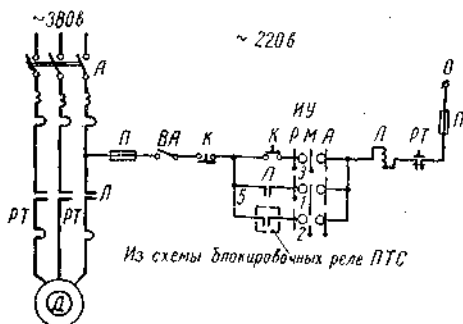 ~380в
~220в
А
О
П
ИУ
П
ВА
К
К
Р М А
Л
РТ
3
Л
5
1
2
РТ
РТ
Л
Из схемы блокировочных реле ПТС
Д